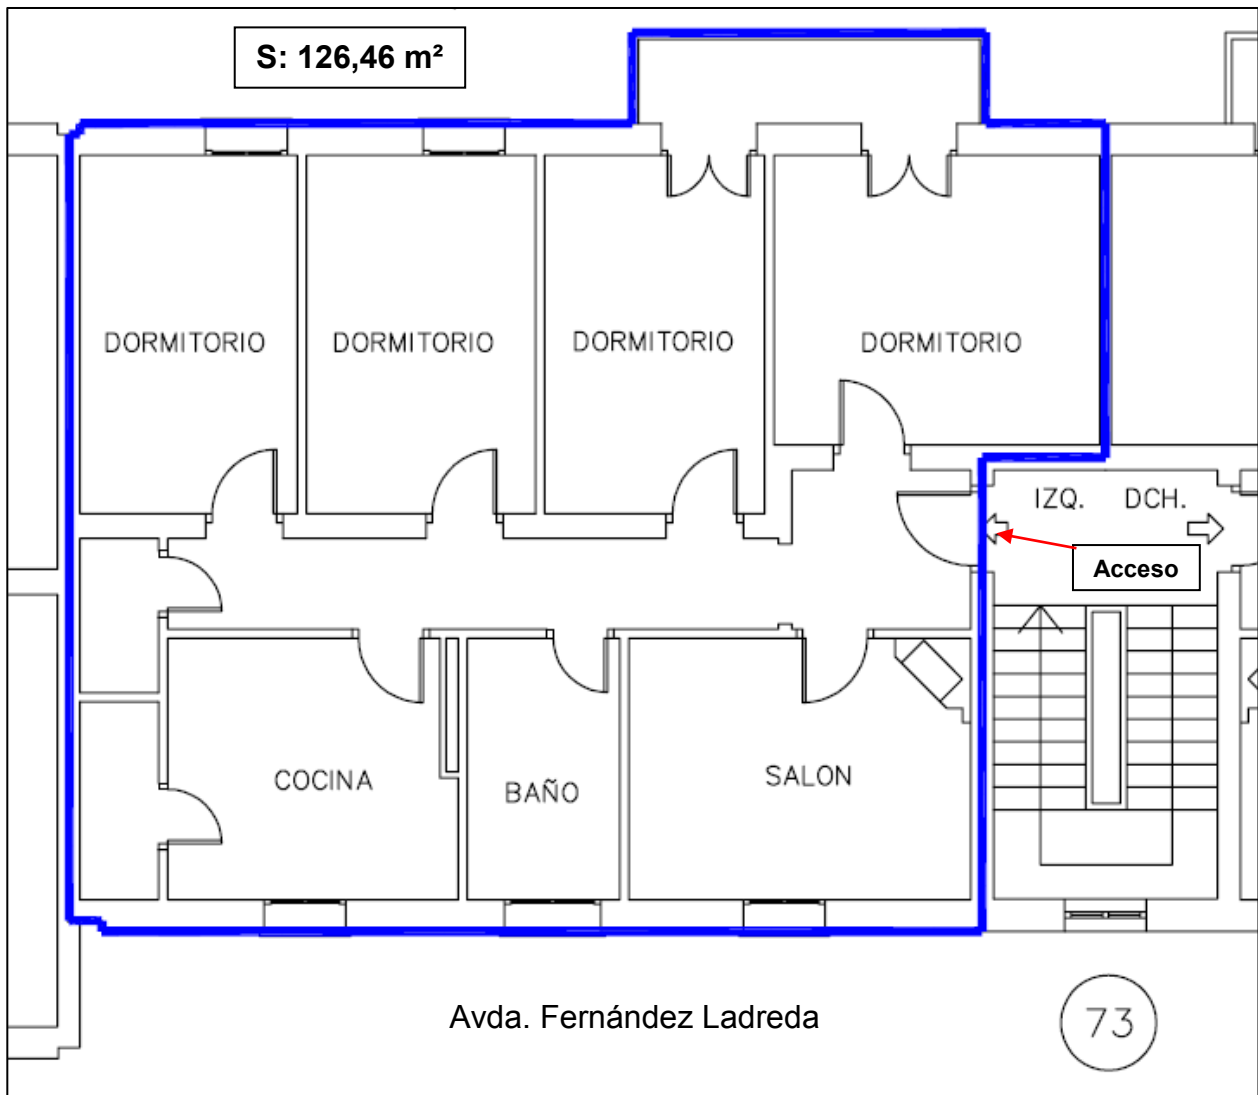 S: 126,46 m²
DORMITORIO
DORMITORIO
DORMITORIO
DORMITORIO
IZQ.
DCH.
Acceso
COCINA
BAÑO
SALON
Avda. Fernández Ladreda
73